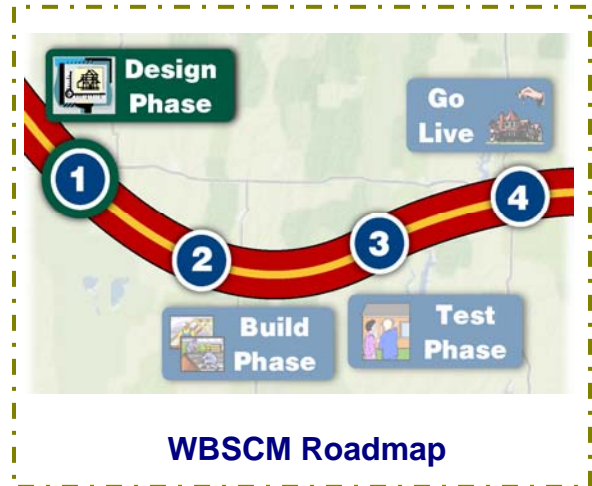 Design
Phase
Go
Live
1
2
3
4
Build
Phase
Test
Phase
WBSCM Roadmap